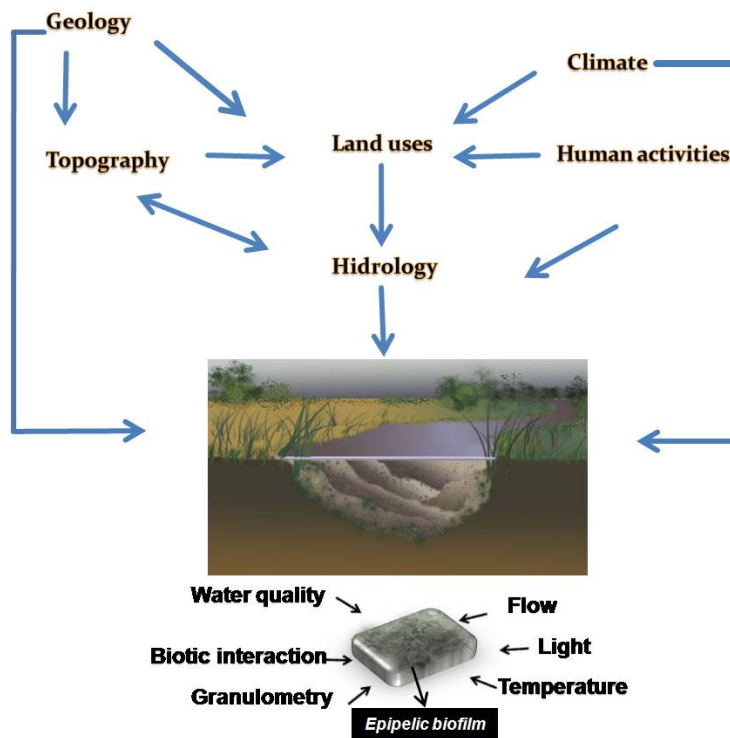 Geology
Climate
Topography
Land uses
Human activities
Hidrology
Water quality
Flow
Biotic interaction
Light
Granulometry
Temperature
Epipelic biofilm